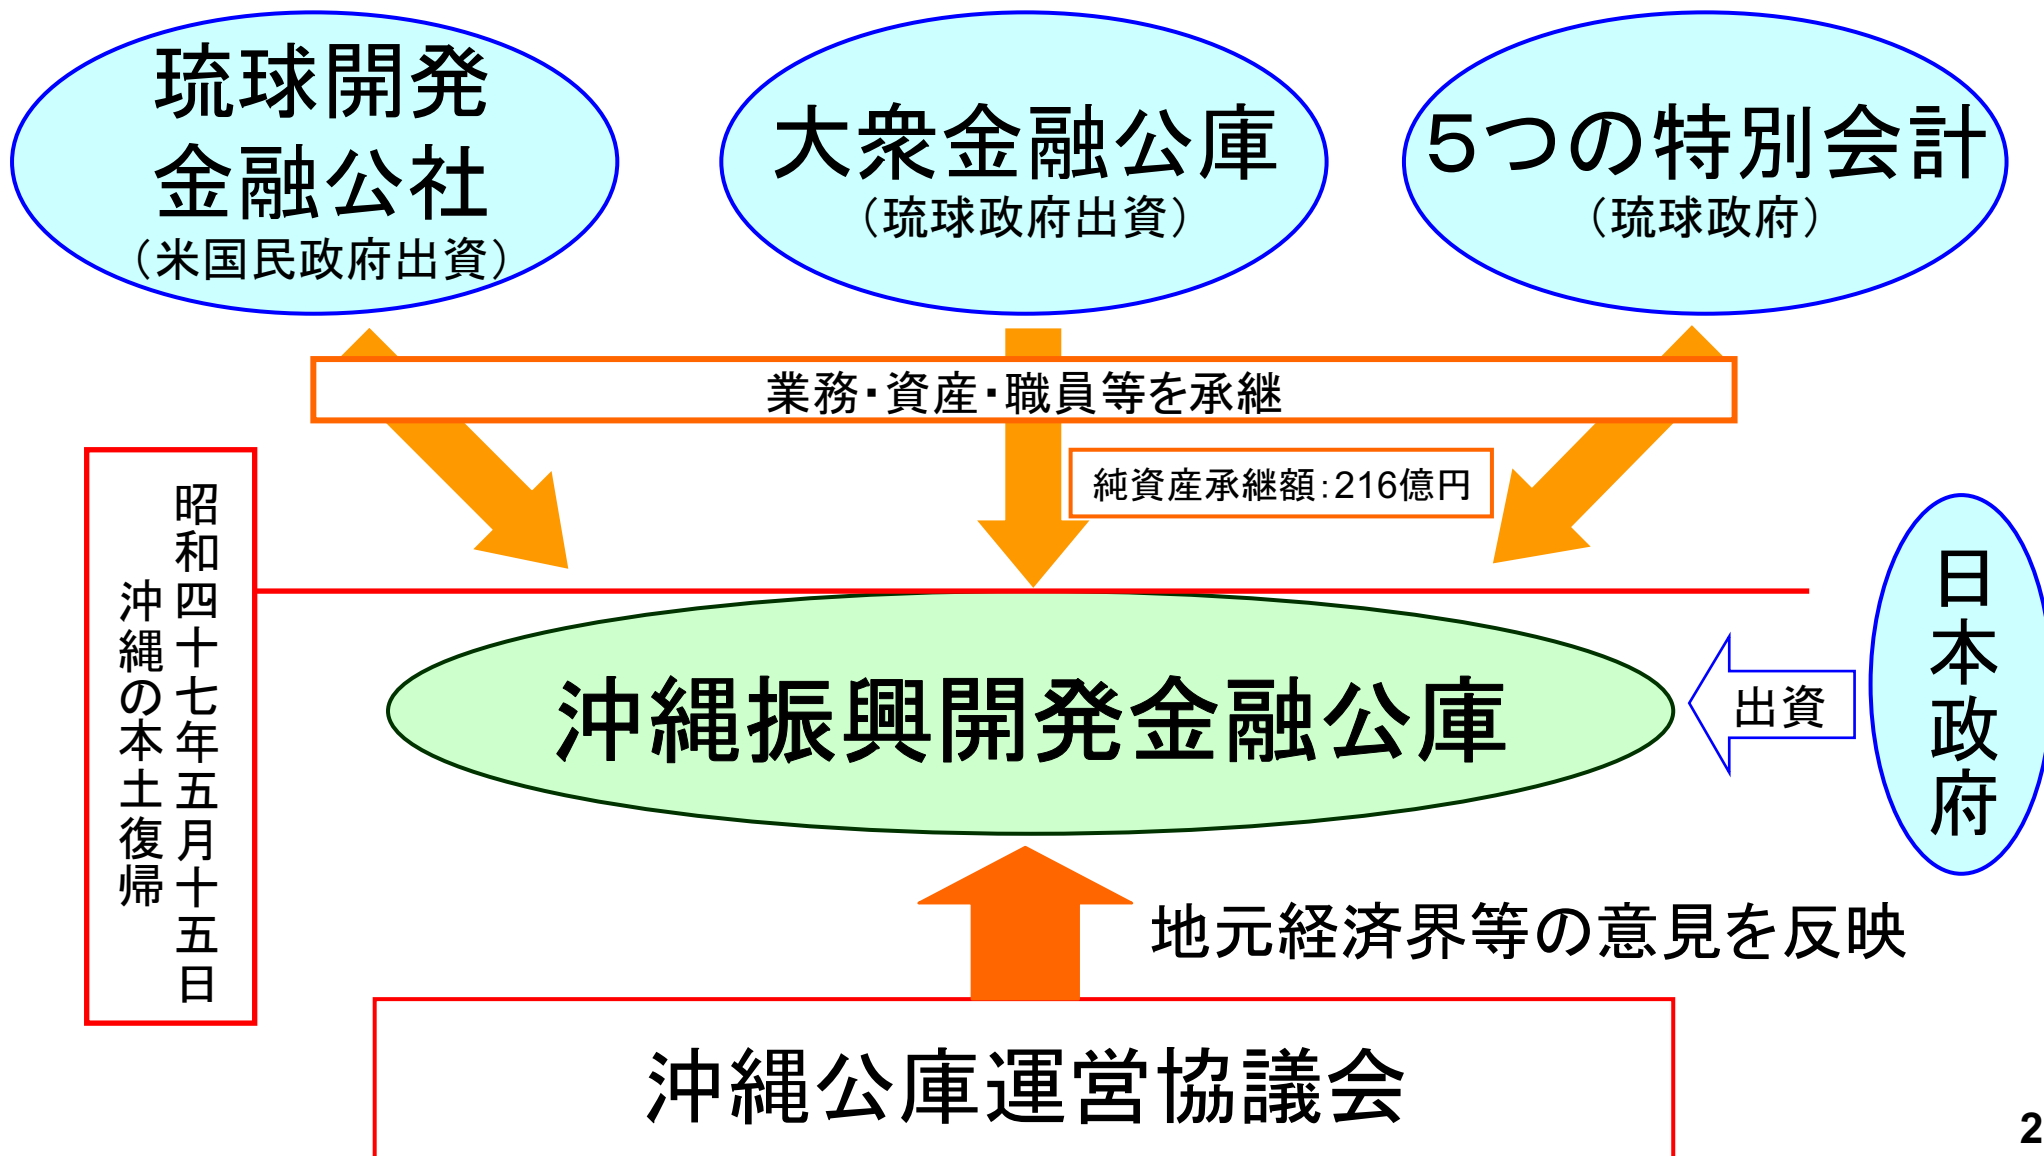 琉球開発
金融公社
（米国民政府出資）
大衆金融公庫
（琉球政府出資）
５つの特別会計
（琉球政府）
業務・資産・職員等を承継
純資産承継額：216億円
昭和四十七年五月十五日
沖縄の本土復帰
沖縄振興開発金融公庫
出資
日本政府
地元経済界等の意見を反映
沖縄公庫運営協議会
2